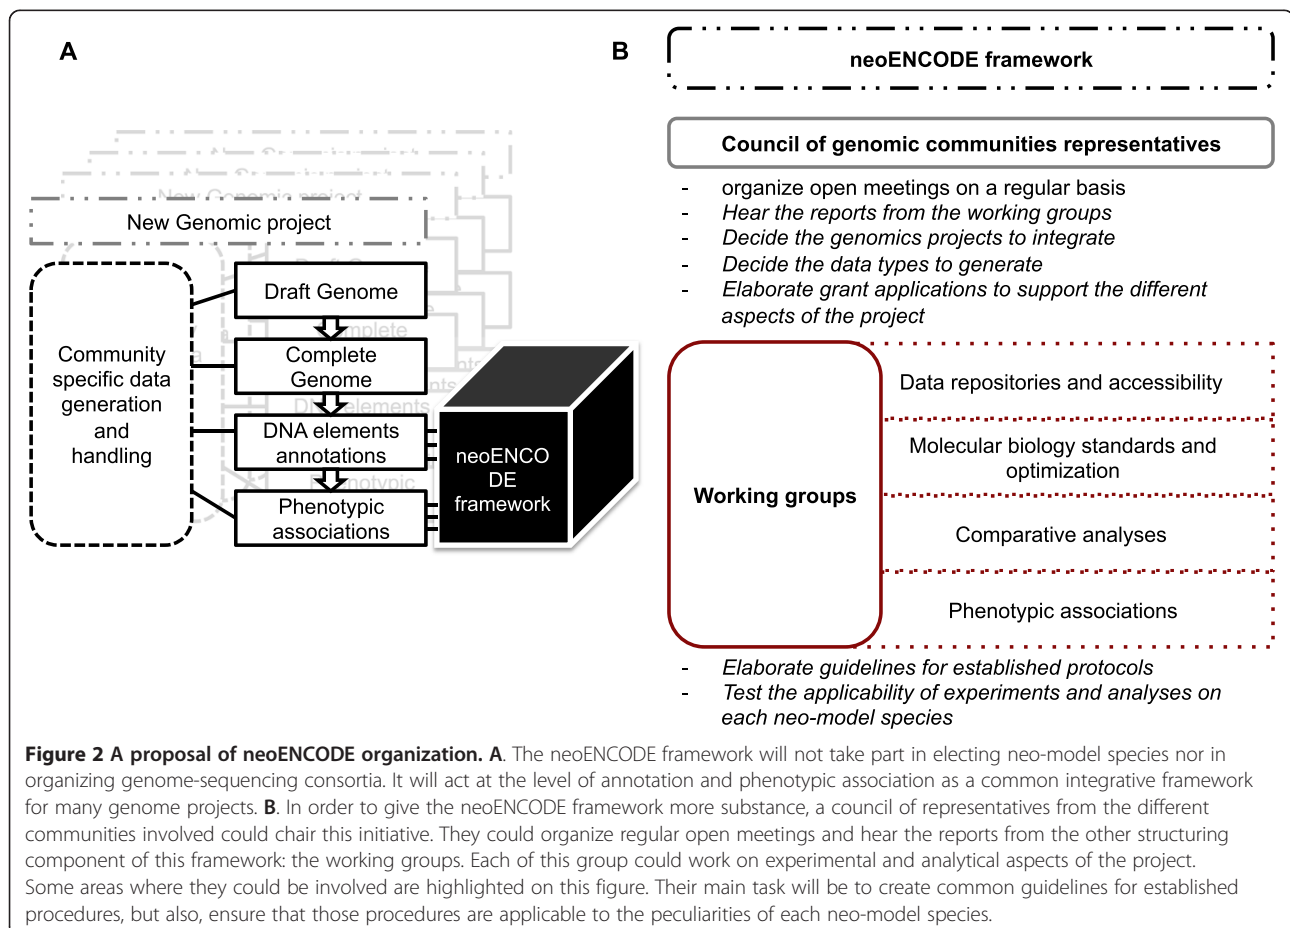 A
New Genomic project
New Genomic project
Draft Genome
Complete
Genome
DNA elements
annotations
Phenotypic
associations
Community
specific data
generation
and
handling
Complete
DNA elements
Phenotypic
neoENCO
DE
framework
B
neoENCODE framework
Council of genomic communities representatives
- organize open meetings on a regular basis
- Hear the reports from the working groups
- Decide the genomics projects to integrate
- Decide the data types to generate
- Elaborate grant applications to support the different
aspects of the project
Working groups
Data repositories and accessibility
Molecular biology standards and
optimization
Comparative analyses
Phenotypic associations
- Elaborate guidelines for established protocols
- Test the applicability of experiments and analyses on
each neo-model species
Figure 2 A proposal of neoENCODE organization. A. The neoENCODE framework will not take part in electing neo-model species nor in
organizing genome-sequencing consortia. It will act at the level of annotation and phenotypic association as a common integrative framework
for many genome projects. B. In order to give the neoENCODE framework more substance, a council of representatives from the different
communities involved could chair this initiative. They could organize regular open meetings and hear the reports from the other structuring
component of this framework: the working groups. Each of this group could work on experimental and analytical aspects of the project.
Some areas where they could be involved are highlighted on this figure. Their main task will be to create common guidelines for established
procedures, but also, ensure that those procedures are applicable to the peculiarities of each neo-model species.